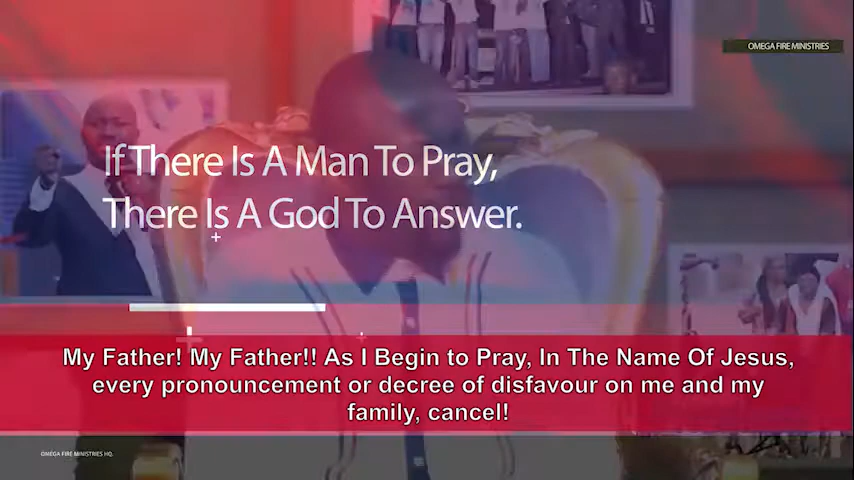 OMEGA FIRE MINISTRIES
If There Is A Man To Pray,
There Is A God To Answer.
My Father! My Father!! As I Begin to Pray, In The Name Of Jesus,
every pronouncement or decree of disfavour on me and my
family, cancel!
OMEGA FIRE MINISTRIES HQ.